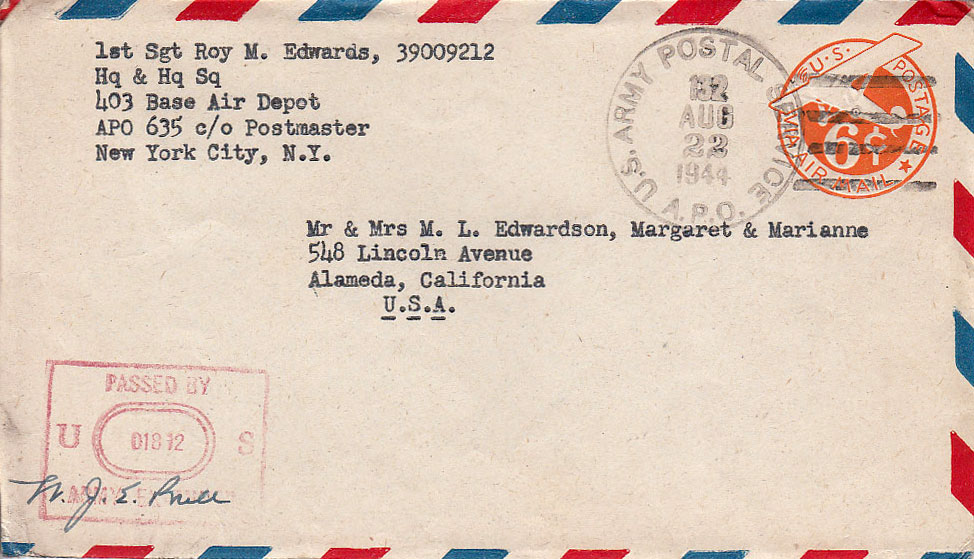 1st Sgt Roy M. Edwards, 39009212
Hq & Hq Sq
403 Base Air Depot
APO 635 c/o Postmaster
New York City, N.Y.
U.S. ARMY POSTAL SERVICE
A.P.O.
AUG
22
1944
U.S. POSTAGE
6¢
VIA AIR MAIL
Mr & Mrs M. L. Edwardson, Margaret & Marianne
548 Lincoln Avenue
Alameda, California
U.S.A.
PASSED BY
U 01812 S
ARMY